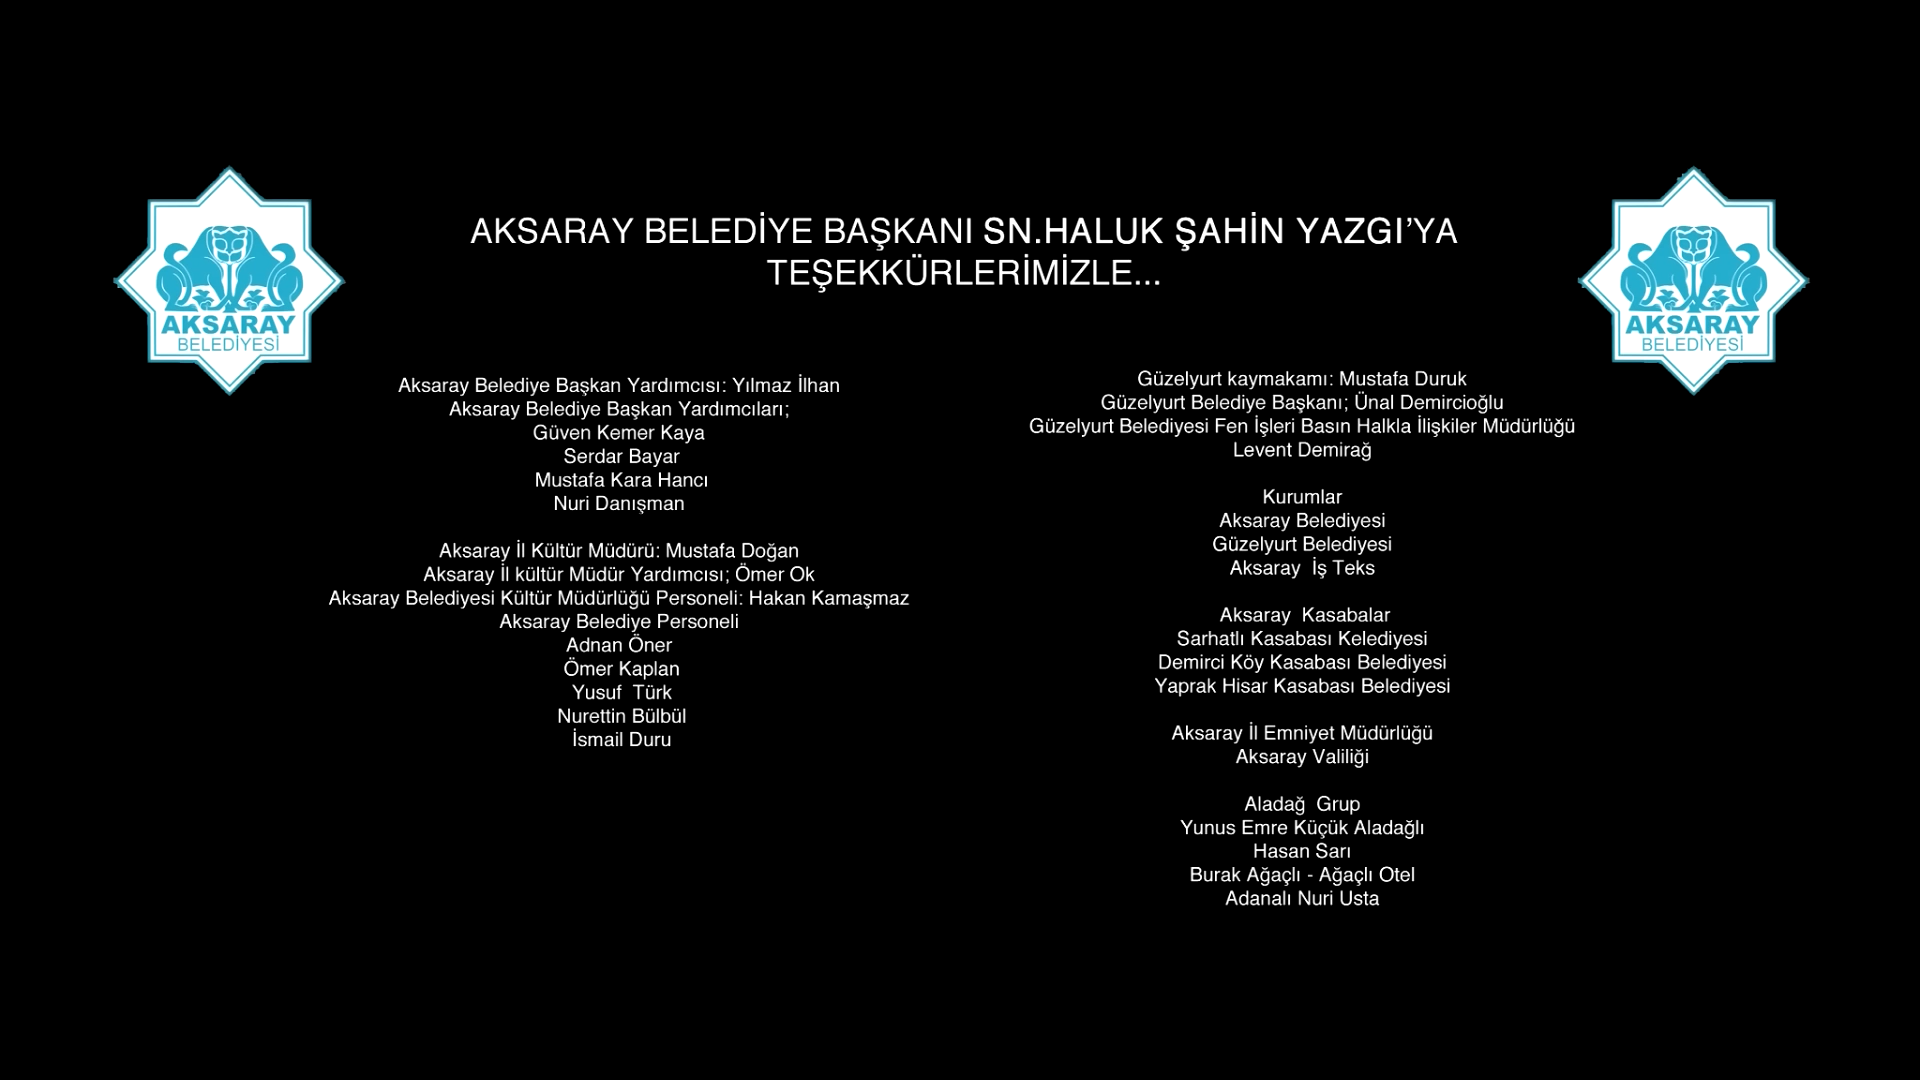 AKSARAY BELEDİYE BAŞKANI SN.HALUK ŞAHİN YAZGI’YA
TEŞEKKÜRLERİMİZLE...
AKSARAY
BELEDİYESİ
AKSARAY
BELEDİYESİ
Aksaray Belediye Başkan Yardımcısı: Yılmaz İlhan
Aksaray Belediye Başkan Yardımcıları;
Güven Kemer Kaya
Serdar Bayar
Mustafa Kara Hancı
Nuri Danışman
Aksaray İl Kültür Müdürü: Mustafa Doğan
Aksaray İl kültür Müdür Yardımcısı; Ömer Ok
Aksaray Belediyesi Kültür Müdürlüğü Personeli: Hakan Kamaşmaz
Aksaray Belediye Personeli
Adnan Öner
Ömer Kaplan
Yusuf  Türk
Nurettin Bülbül
İsmail Duru
Güzelyurt kaymakamı: Mustafa Duruk
Güzelyurt Belediye Başkanı; Ünal Demircioğlu
Güzelyurt Belediyesi Fen İşleri Basın Halkla İlişkiler Müdürlüğü
Levent Demirağ
Kurumlar
Aksaray Belediyesi
Güzelyurt Belediyesi
Aksaray  İş Teks
Aksaray  Kasabalar
Sarhatlı Kasabası Kelediyesi
Demirci Köy Kasabası Belediyesi
Yaprak Hisar Kasabası Belediyesi
Aksaray İl Emniyet Müdürlüğü
Aksaray Valiliği
Aladağ  Grup
Yunus Emre Küçük Aladağlı
Hasan Sarı
Burak Ağaçlı - Ağaçlı Otel
Adanalı Nuri Usta